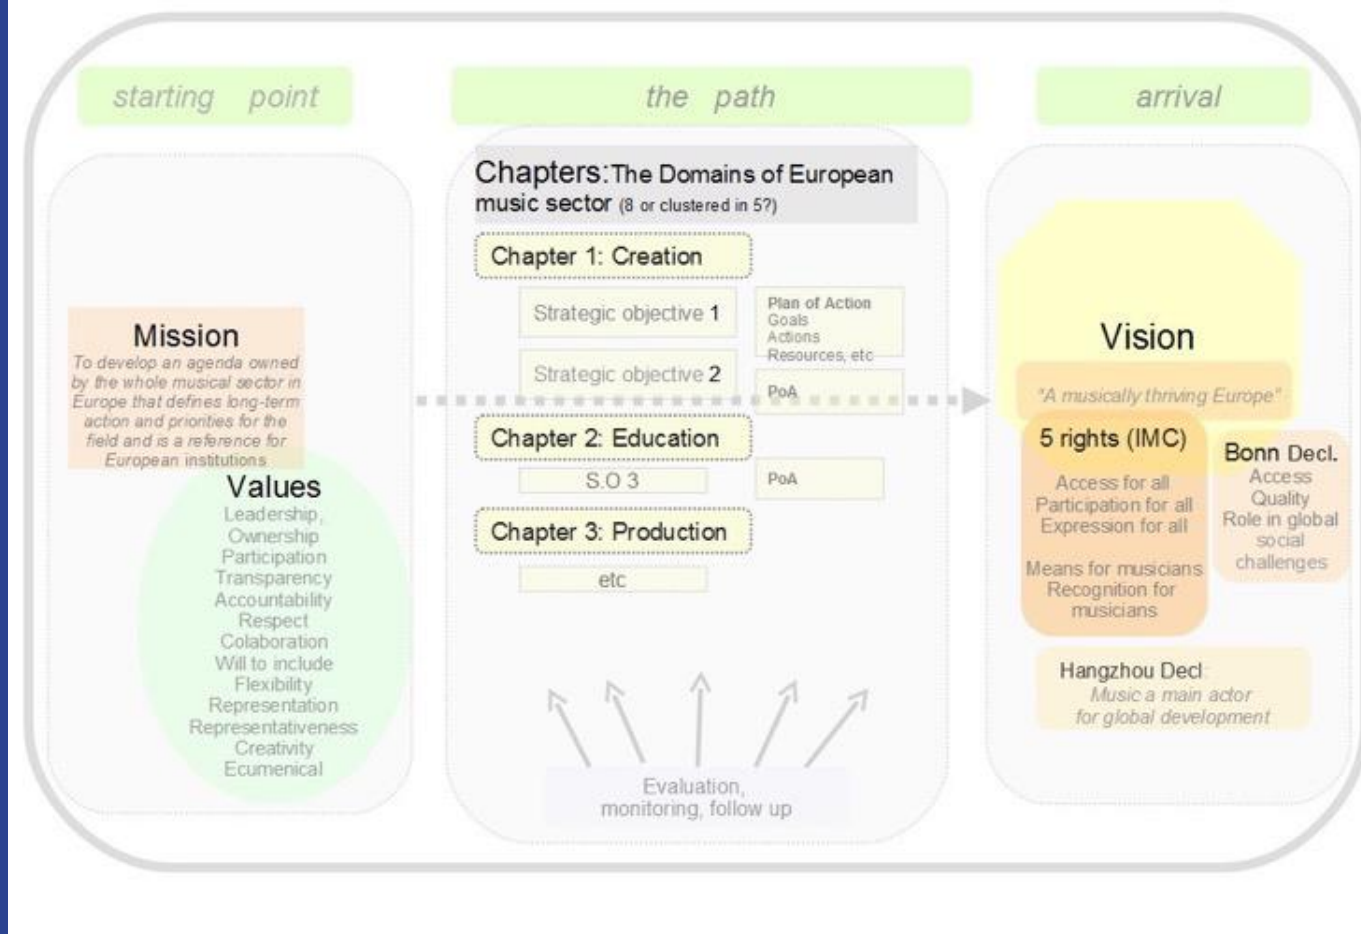 starting point
the path
arrival
Mission
To develop an agenda owned
by the whole musical sector in
Europe that defines long-term
action and priorities for the
field and is a reference for
European institutions
Values
Leadership,
Ownership
Participation
Transparency
Accountability
Respect
Colaboration
Will to include
Flexibility
Representation
Representativeness
Creativity
Ecumenical
Chapters:The Domains of European
music sector (8 or clustered in 5?)
Chapter 1: Creation
Strategic objective 1
Plan of Action
Goals
Actions
Resources, etc
Strategic objective 2
PoA
Chapter 2: Education
S.O 3
PoA
Chapter 3: Production
etc
Evaluation,
monitoring, follow up
Vision
"A musically thriving Europe"
5 rights (IMC)
Access for all
Participation for all
Expression for all
Means for musicians
Recognition for
musicians
Bonn Decl.
Access
Quality
Role in global
social
challenges
Hangzhou Decl
Music a main actor
for global development